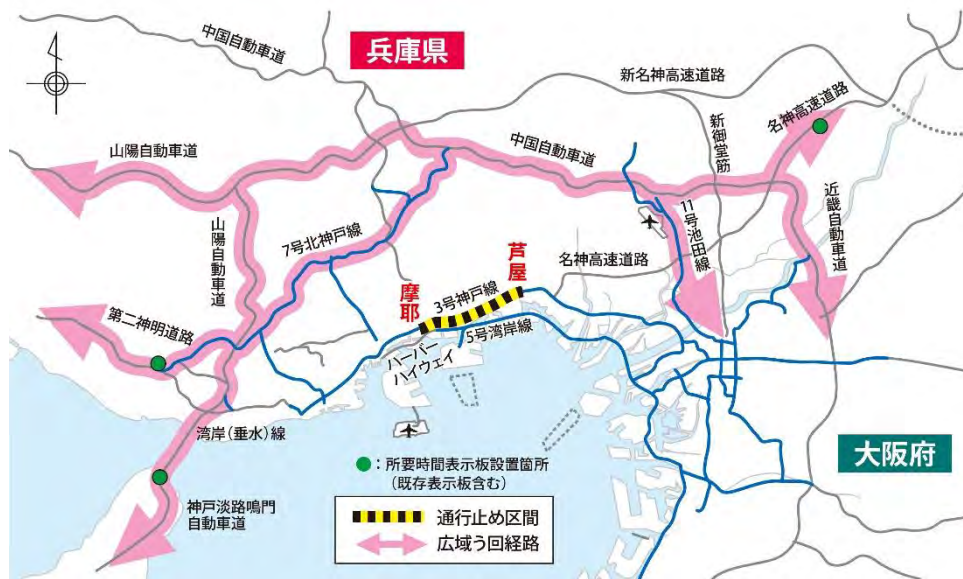 兵庫県
中国自動車道
新名神高速道路
名神高速道路
新御堂筋
山陽自動車道
中国自動車道
近畿自動車道
11号池田線
山陽自動車道
7号北神戸線
名神高速道路
芦屋
摩耶
3号神戸線
5号湾岸線
第二神明道路
ハーバー
ハイウェイ
湾岸(垂水)線
大阪府
●:所要時間表示板設置箇所
(既存表示板含む)
神戸淡路鳴門
自動車道
通行止め区間
広域う回経路